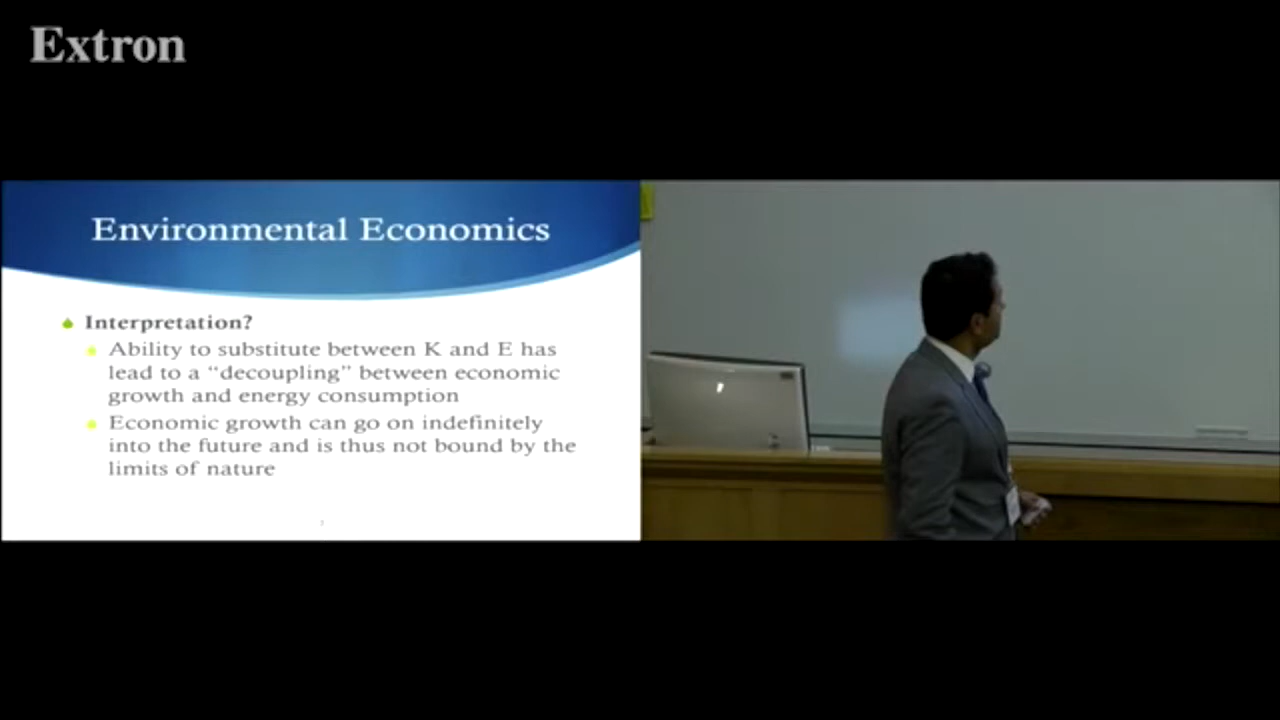 Extron
Environmental Economics
Interpretation?
Ability to substitute between K and E has
lead to a “decoupling” between economic
growth and energy consumption
Economic growth can go on indefinitely
into the future and is thus not bound by the
limits of nature